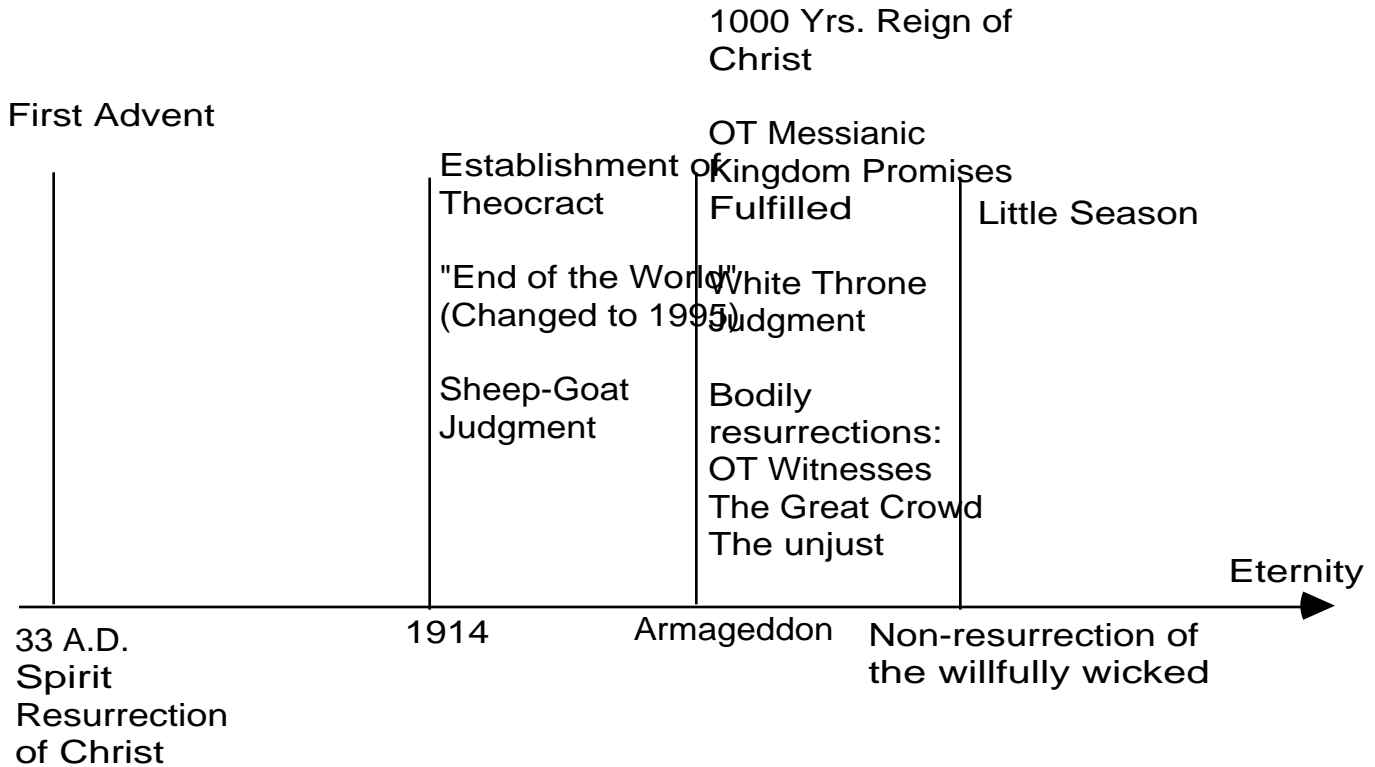 First Advent
33 A.D.
Spirit
Resurrection
of Christ
Establishment of
Theocract
"End of the World"
(Changed to 1995)
Sheep-Goat
Judgment
1914
1000 Yrs. Reign of
Christ
OT Messianic
Kingdom Promises
Fulfilled
White Throne
Judgment
Bodily
resurrections:
OT Witnesses
The Great Crowd
The unjust
Armageddon
Little Season
Non-resurrection of
the willfully wicked
Eternity